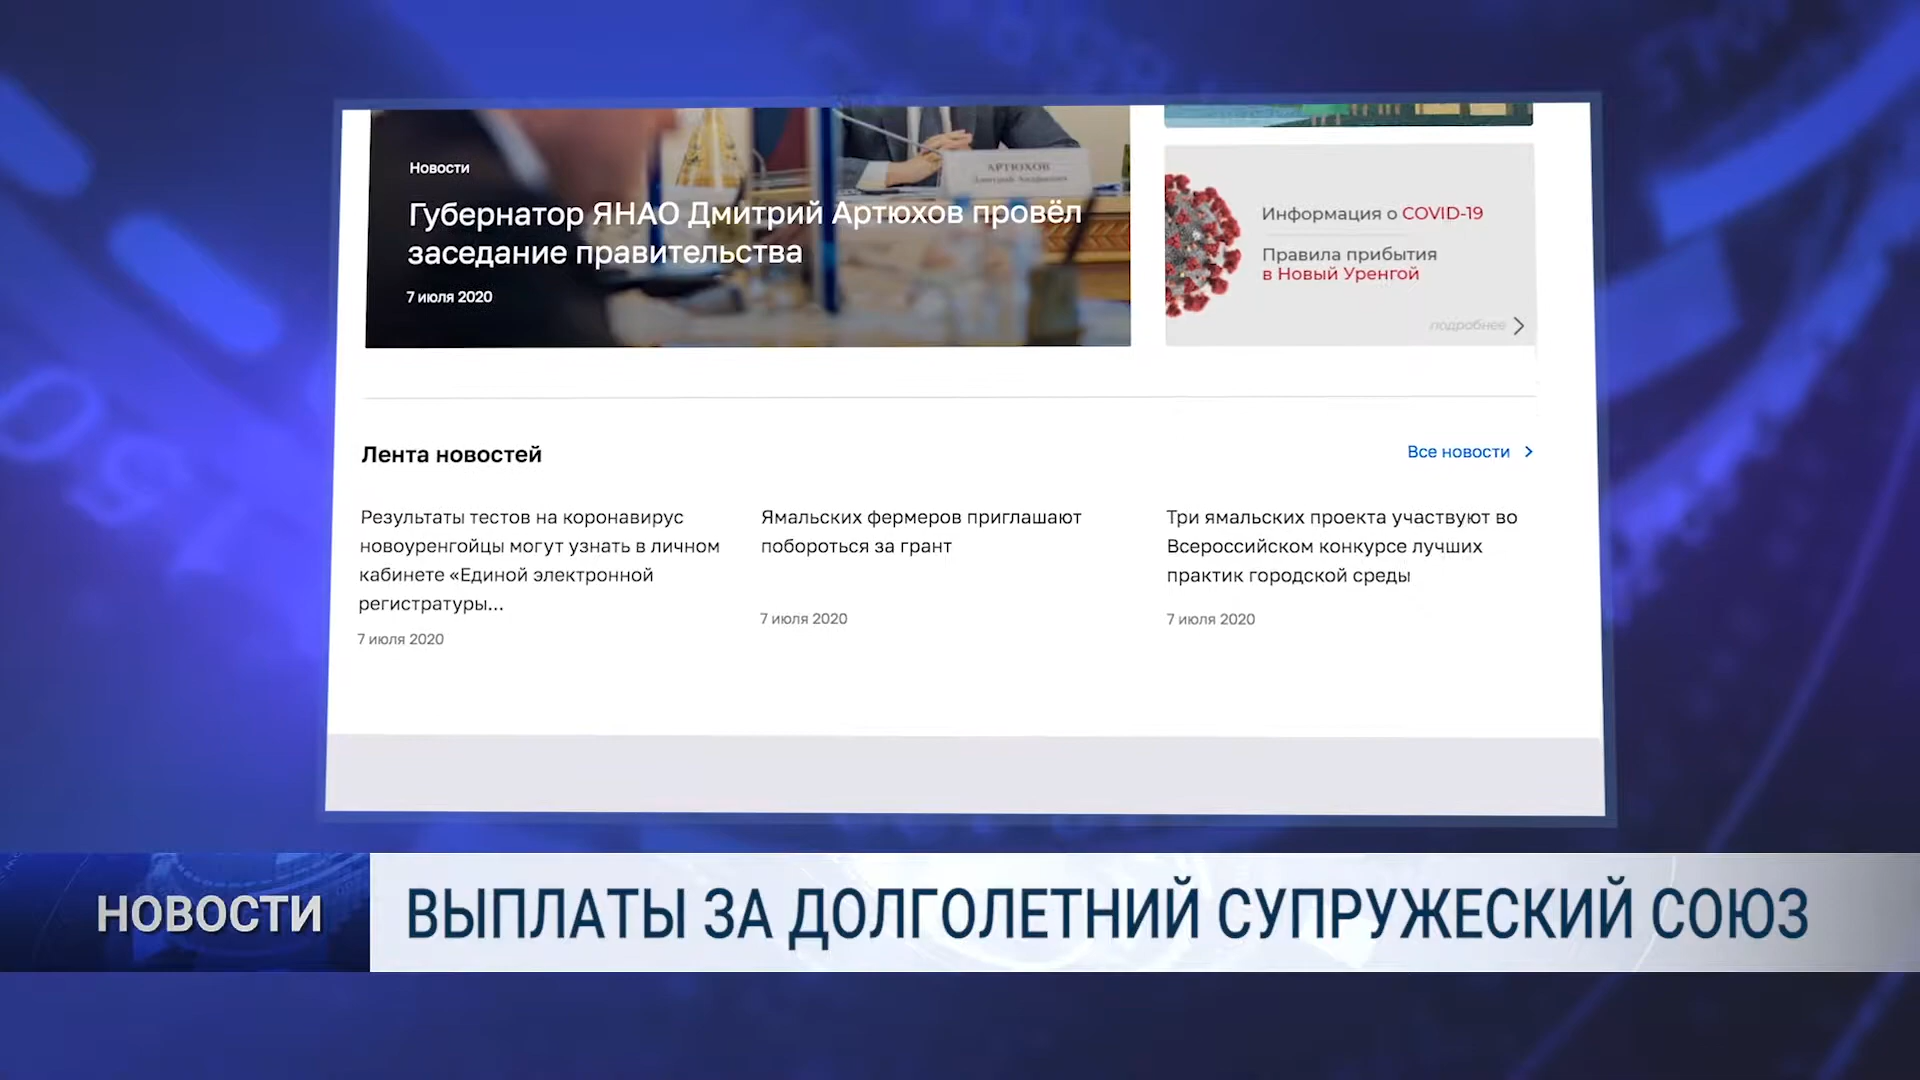 АРТЮХОВ
Дмитрий Андреевич
Новости
Губернатор ЯНАО Дмитрий Артюхов провёл
заседание правительства
7 июля 2020
Информация о COVID-19
Правила прибытия
в Новый Уренгой
подробнее
Лента новостей
Все новости
Результаты тестов на коронавирус
новоуренгойцы могут узнать в личном
кабинете «Единой электронной
регистратуры...
7 июля 2020
Ямальских фермеров приглашают
побороться за грант
7 июля 2020
Три ямальских проекта участвуют во
Всероссийском конкурсе лучших
практик городской среды
7 июля 2020
НОВОСТИ
ВЫПЛАТЫ ЗА ДОЛГОЛЕТНИЙ СУПРУЖЕСКИЙ СОЮЗ